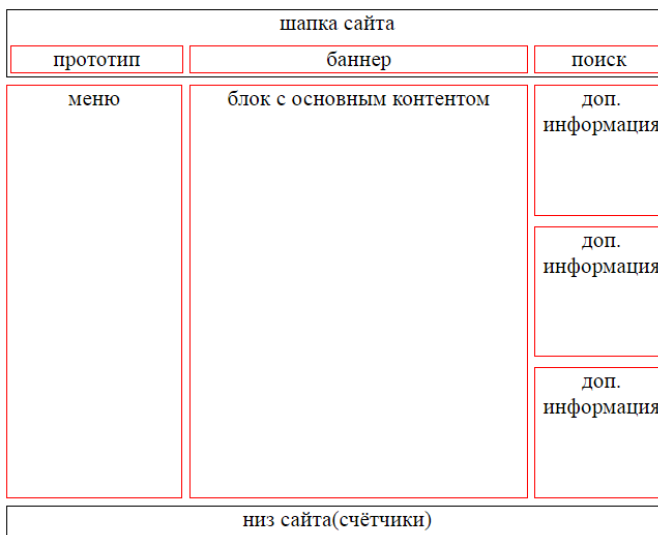 шапка сайта
прототип
баннер
поиск
меню
блок с основным контентом
доп.
информация
доп.
информация
доп.
информация
низ сайта(счётчики)